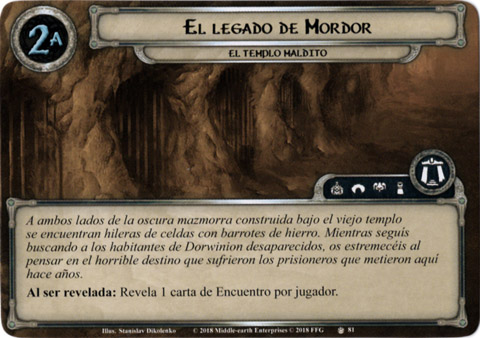 2A
El legado de Mordor
El templo maldito
A ambos lados de la oscura mazmorra construida bajo el viejo templo
se encuentran hileras de celdas con barrotes de hierro. Mientras seguís
buscando a los habitantes de Dorwinion desaparecidos, os estremecéis al
pensar en el horrible destino que sufrieron los prisioneros que metieron aquí
hace años.
Al ser revelada: Revela 1 carta de Encuentro por jugador.
Illus. Stanislav Dikolenko © 2018 Middle-earth Enterprises © 2018 FFG 81